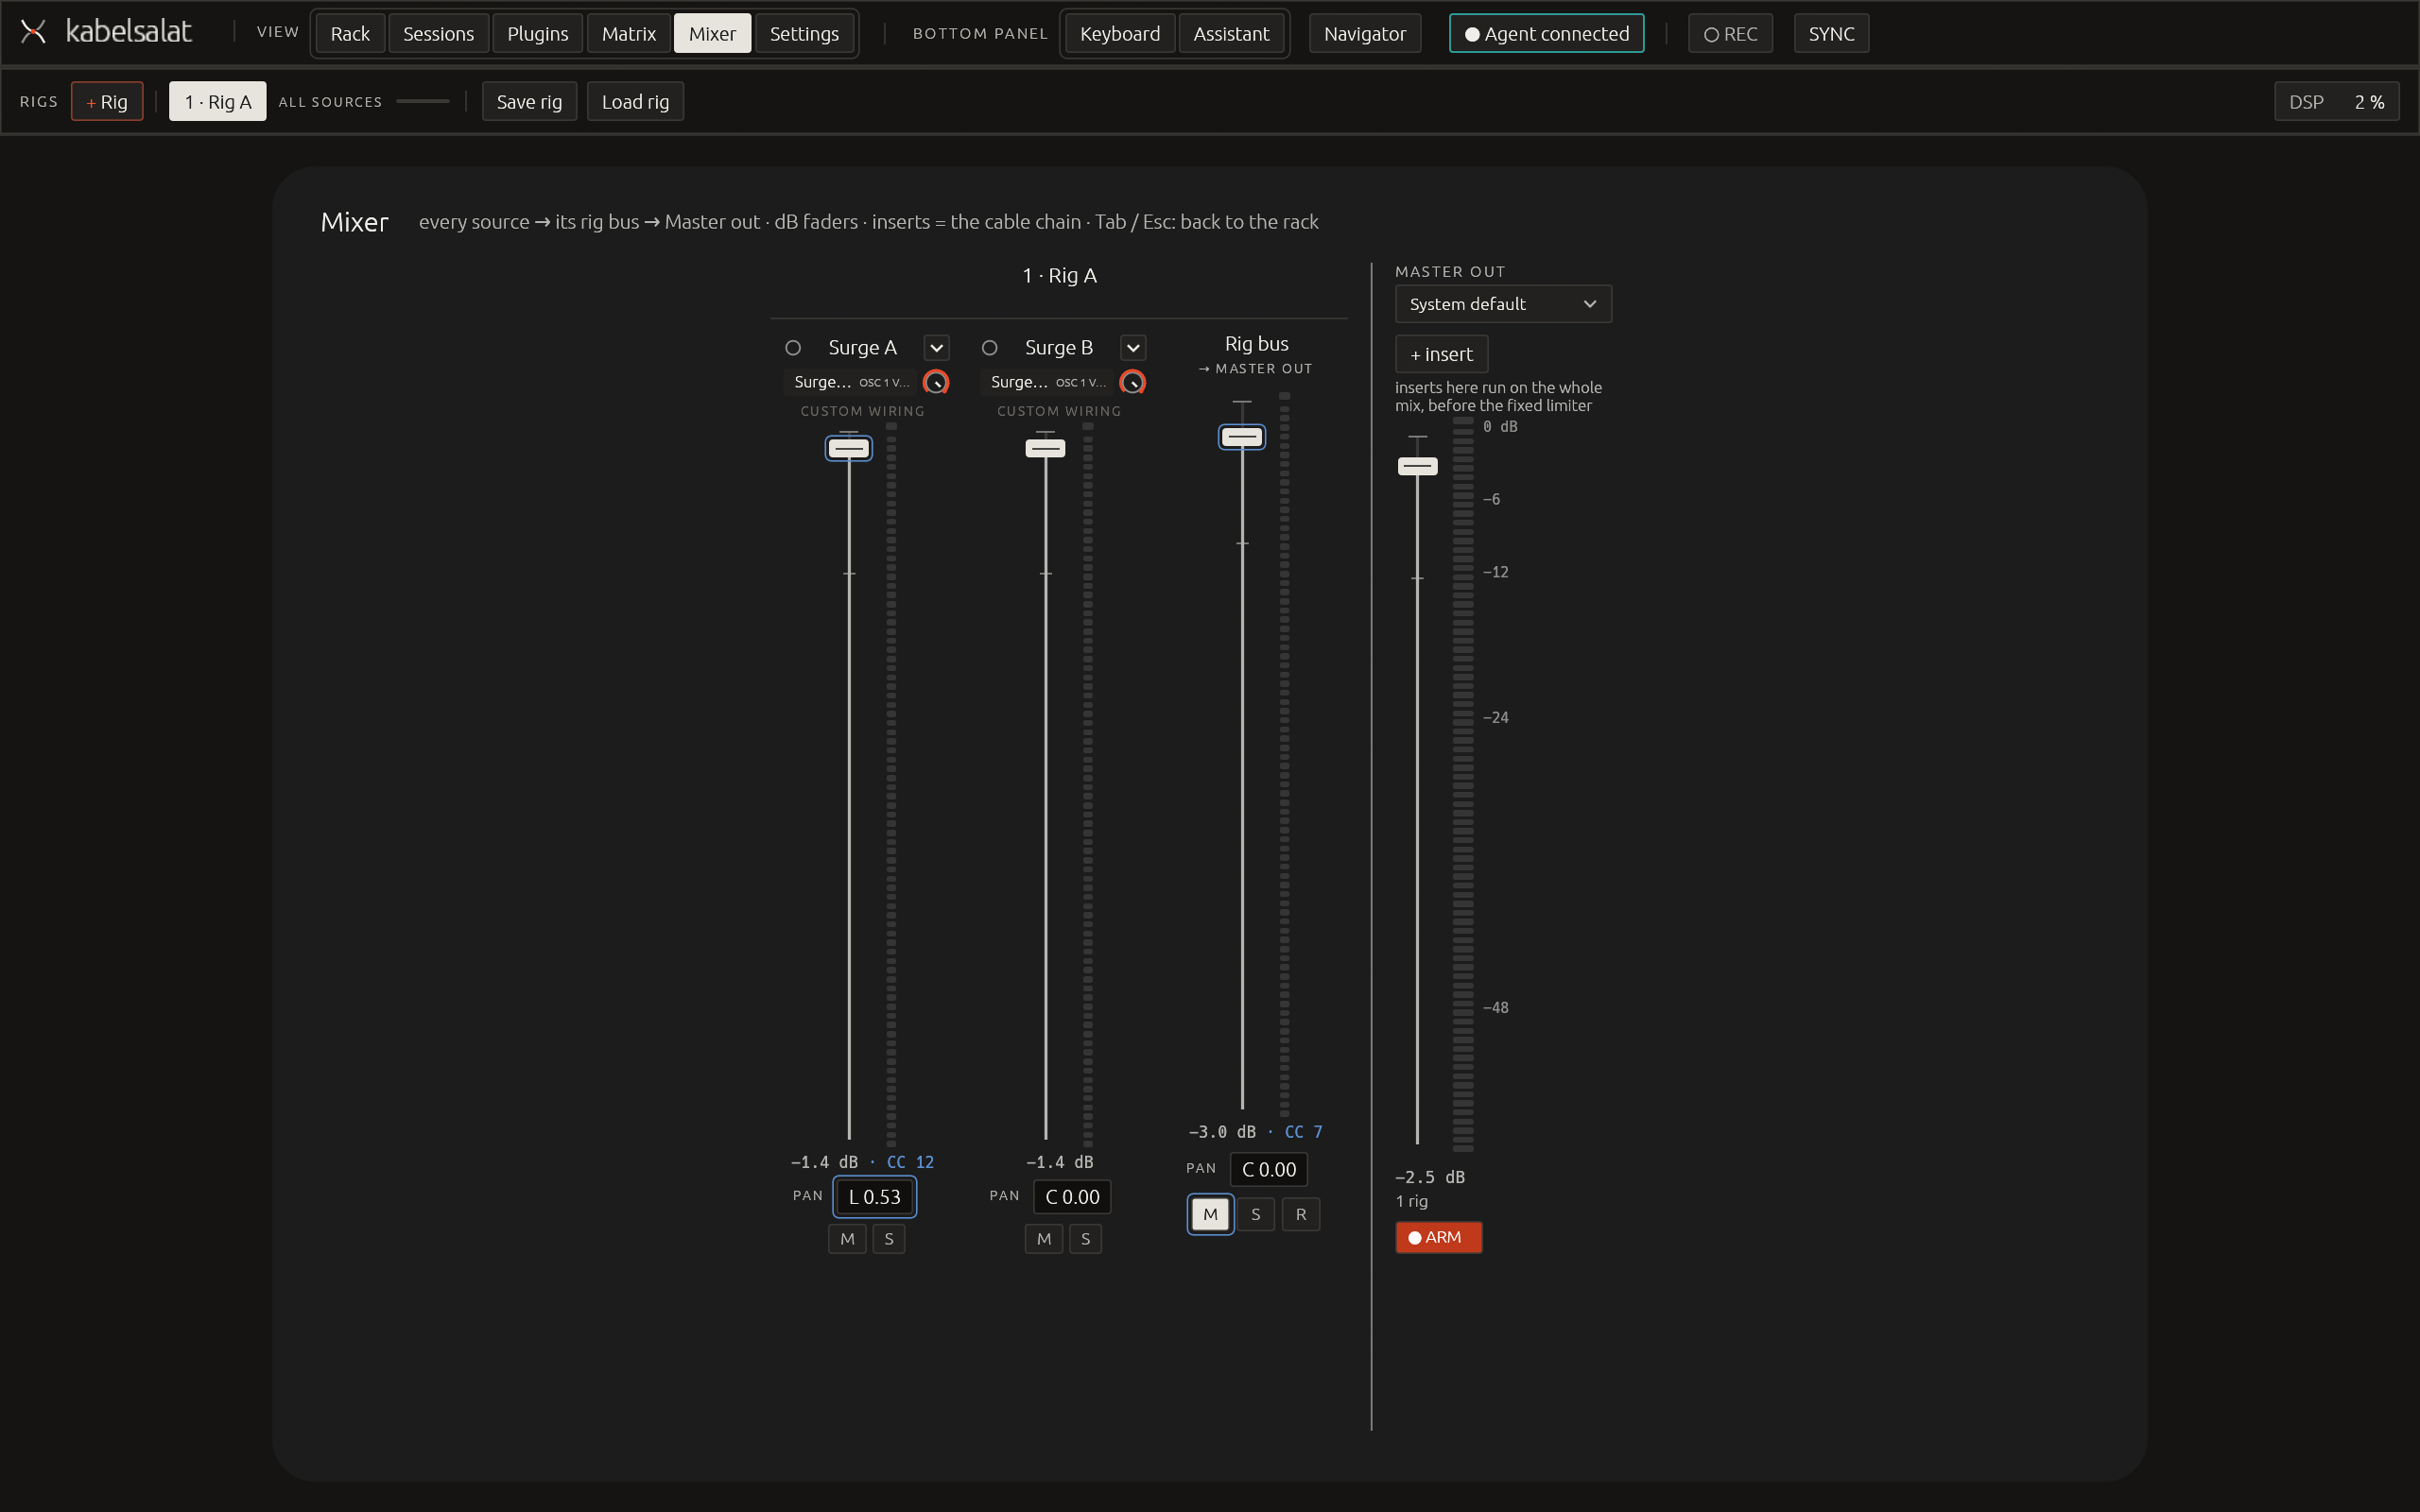 kabelsalat VIEW Rack Sessions Plugins Matrix Mixer Settings BOTTOM PANEL Keyboard Assistant Navigator Agent connected REC SYNC
RIGS + Rig 1 · Rig A ALL SOURCES Save rig Load rig DSP 2 %
Mixer every source → its rig bus → Master out · dB faders · inserts = the cable chain · Tab / Esc: back to the rack
1 · Rig A
Surge A
Surge... OSC 1 V...
CUSTOM WIRING
−1.4 dB · CC 12
PAN L 0.53
M S
Surge B
Surge... OSC 1 V...
CUSTOM WIRING
−1.4 dB
PAN C 0.00
M S
Rig bus
→ MASTER OUT
−3.0 dB · CC 7
PAN C 0.00
M S R
MASTER OUT
System default
+ insert
inserts here run on the whole
mix, before the fixed limiter
0 dB
−6
−12
−24
−48
−2.5 dB
1 rig
ARM